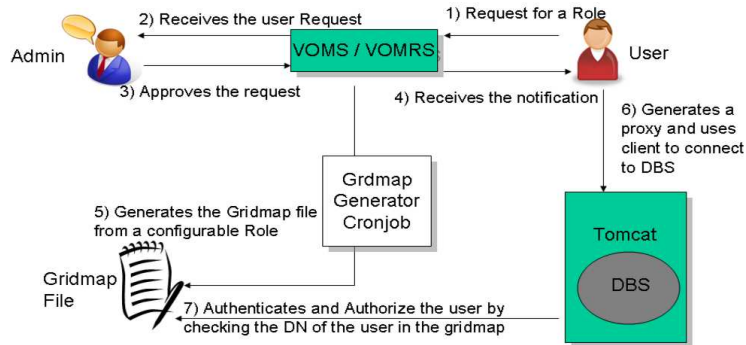 1) Request for a Role
2) Receives the user Request
Admin
VOMS / VOMRS
User
3) Approves the request
4) Receives the notification
6) Generates a
proxy and uses
client to connect
to DBS
Grdmap
Generator
Cronjob
5) Generates the Gridmap file
from a configurable Role
Tomcat
DBS
Gridmap
File
7) Authenticates and Authorize the user by
checking the DN of the user in the gridmap